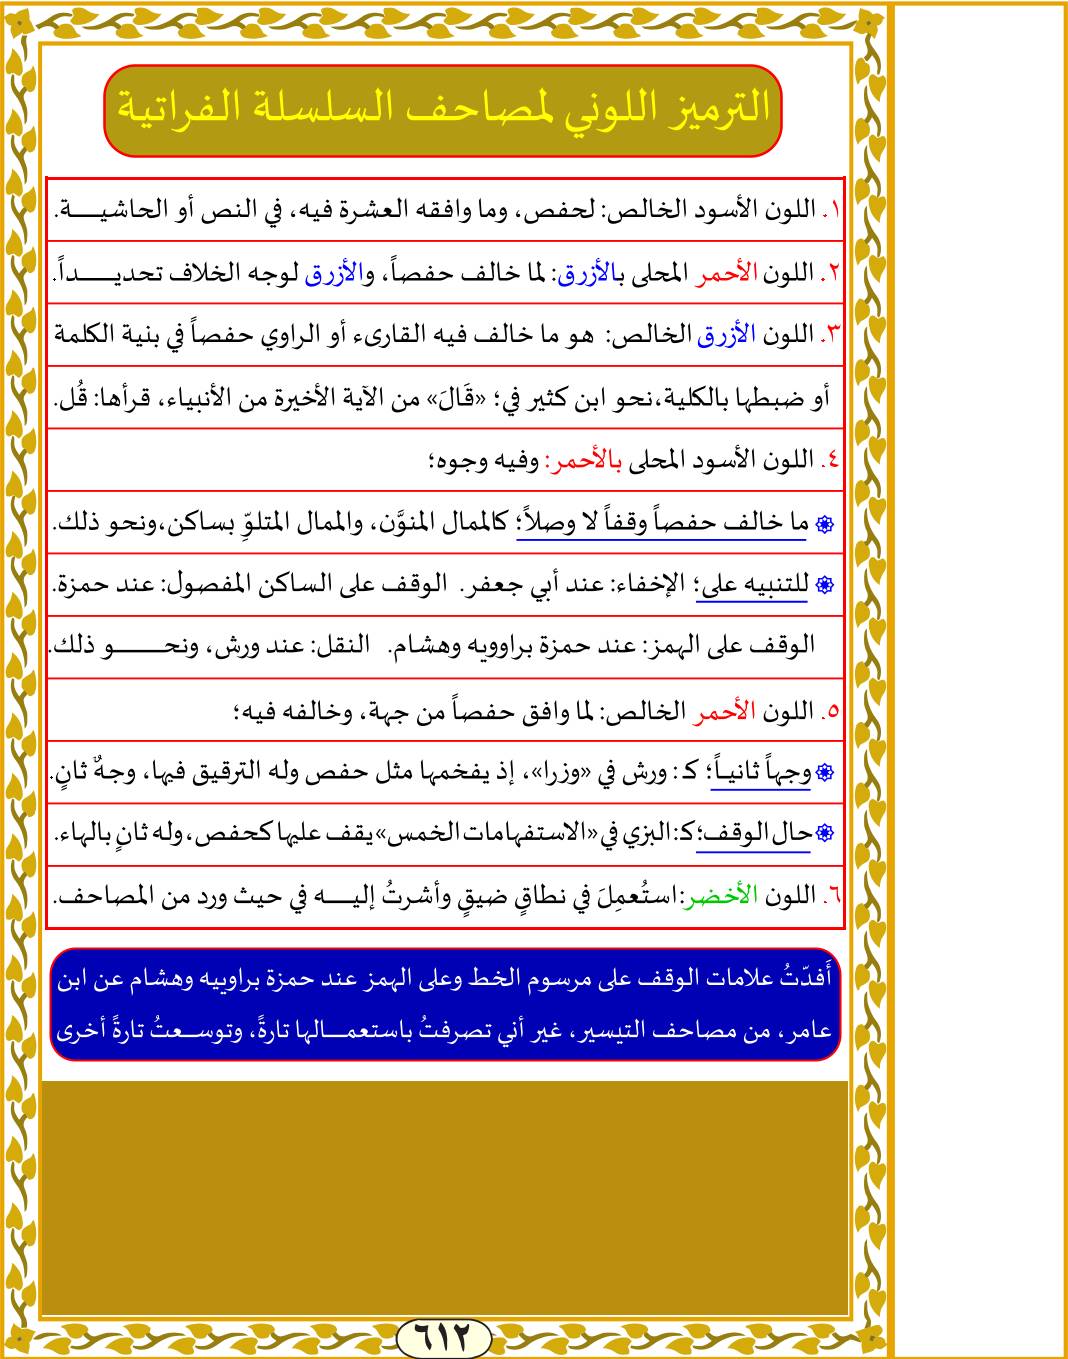 الترميز اللوني لمصاحف السلسلة الفراتية
١. اللون الأسود الخالص: لحفص، وما وافقه العشرة فيه، في النص أو الحاشيـــة.
٢. اللون الأحمر المحلى بالأزرق: لما خالف حفصاً، والأزرق لوجه الخلاف تحديـــداً.
٣. اللون الأزرق الخالص: هو ما خالف فيه القارىء أو الراوي حفصاً في بنية الكلمة
أو ضبطها بالكلية،نحو ابن كثير في؛ «قَالَ» من الآية الأخيرة من الأنبياء، قرأها: قُل.
٤. اللون الأسود المحلى بالأحمر: وفيه وجوه؛
۞ ما خالف حفصاً وقفاً لا وصلاً؛ كالممال المنوَّن، والممال المتلوِّ بساكن،ونحو ذلك.
۞ للتنبيه على؛ الإخفاء: عند أبي جعفر. الوقف على الساكن المفصول: عند حمزة.
الوقف على الهمز: عند حمزة براوويه وهشام. النقل: عند ورش، ونحـــو ذلك.
٥. اللون الأحمر الخالص: لما وافق حفصاً من جهة، وخالفه فيه؛
۞ وجهاً ثانيـاً؛ كـ: ورش في «وزرا»، إذ يفخمها مثل حفص وله الترقيق فيها، وجهٌ ثانٍ.
۞ حال الوقف؛كـ: البزي في «الاستفهامات الخمس» يقف عليها كحفص،وله ثانٍ بالهاء.
٦. اللون الأخضر:استُعمِلَ في نطاقٍ ضيقٍ وأشرتُ إليـــه في حيث ورد من المصاحف.
أَفدّتُ علامات الوقف على مرسوم الخط وعلى الهمز عند حمزة براوييه وهشام عن ابن
عامر، من مصاحف التيسير، غير أني تصرفتُ باستعمـــالها تارةً، وتوســعتُ تارةً أخرى
٦١٢